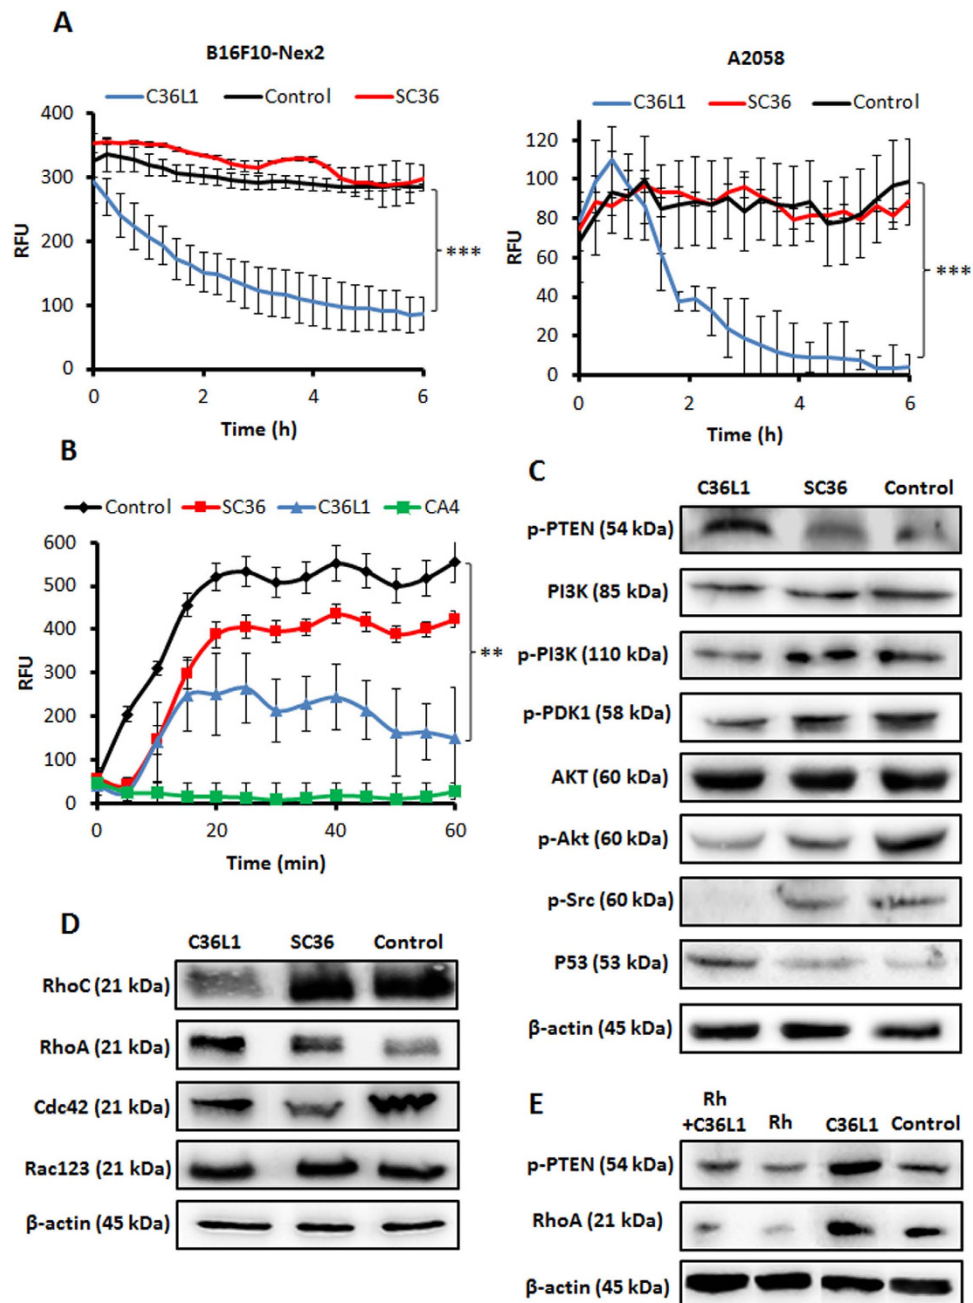 A
B16F10-Nex2
C36L1 Control SC36
400
300
200
100
0
RFU
0 2 4 6
Time (h)
***
A2058
C36L1 SC36 Control
120
100
80
60
40
20
0
RFU
0 2 4 6
Time (h)
***
B
Control SC36 C36L1 CA4
600
500
400
300
200
100
0
RFU
0 20 40 60
Time (min)
**
C
C36L1 SC36 Control
p-PTEN (54 kDa)
PI3K (85 kDa)
p-PI3K (110 kDa)
p-PDK1 (58 kDa)
AKT (60 kDa)
p-Akt (60 kDa)
p-Src (60 kDa)
P53 (53 kDa)
β-actin (45 kDa)
D
C36L1 SC36 Control
RhoC (21 kDa)
RhoA (21 kDa)
Cdc42 (21 kDa)
Rac123 (21 kDa)
β-actin (45 kDa)
E
Rh
+C36L1 Rh C36L1 Control
p-PTEN (54 kDa)
RhoA (21 kDa)
β-actin (45 kDa)